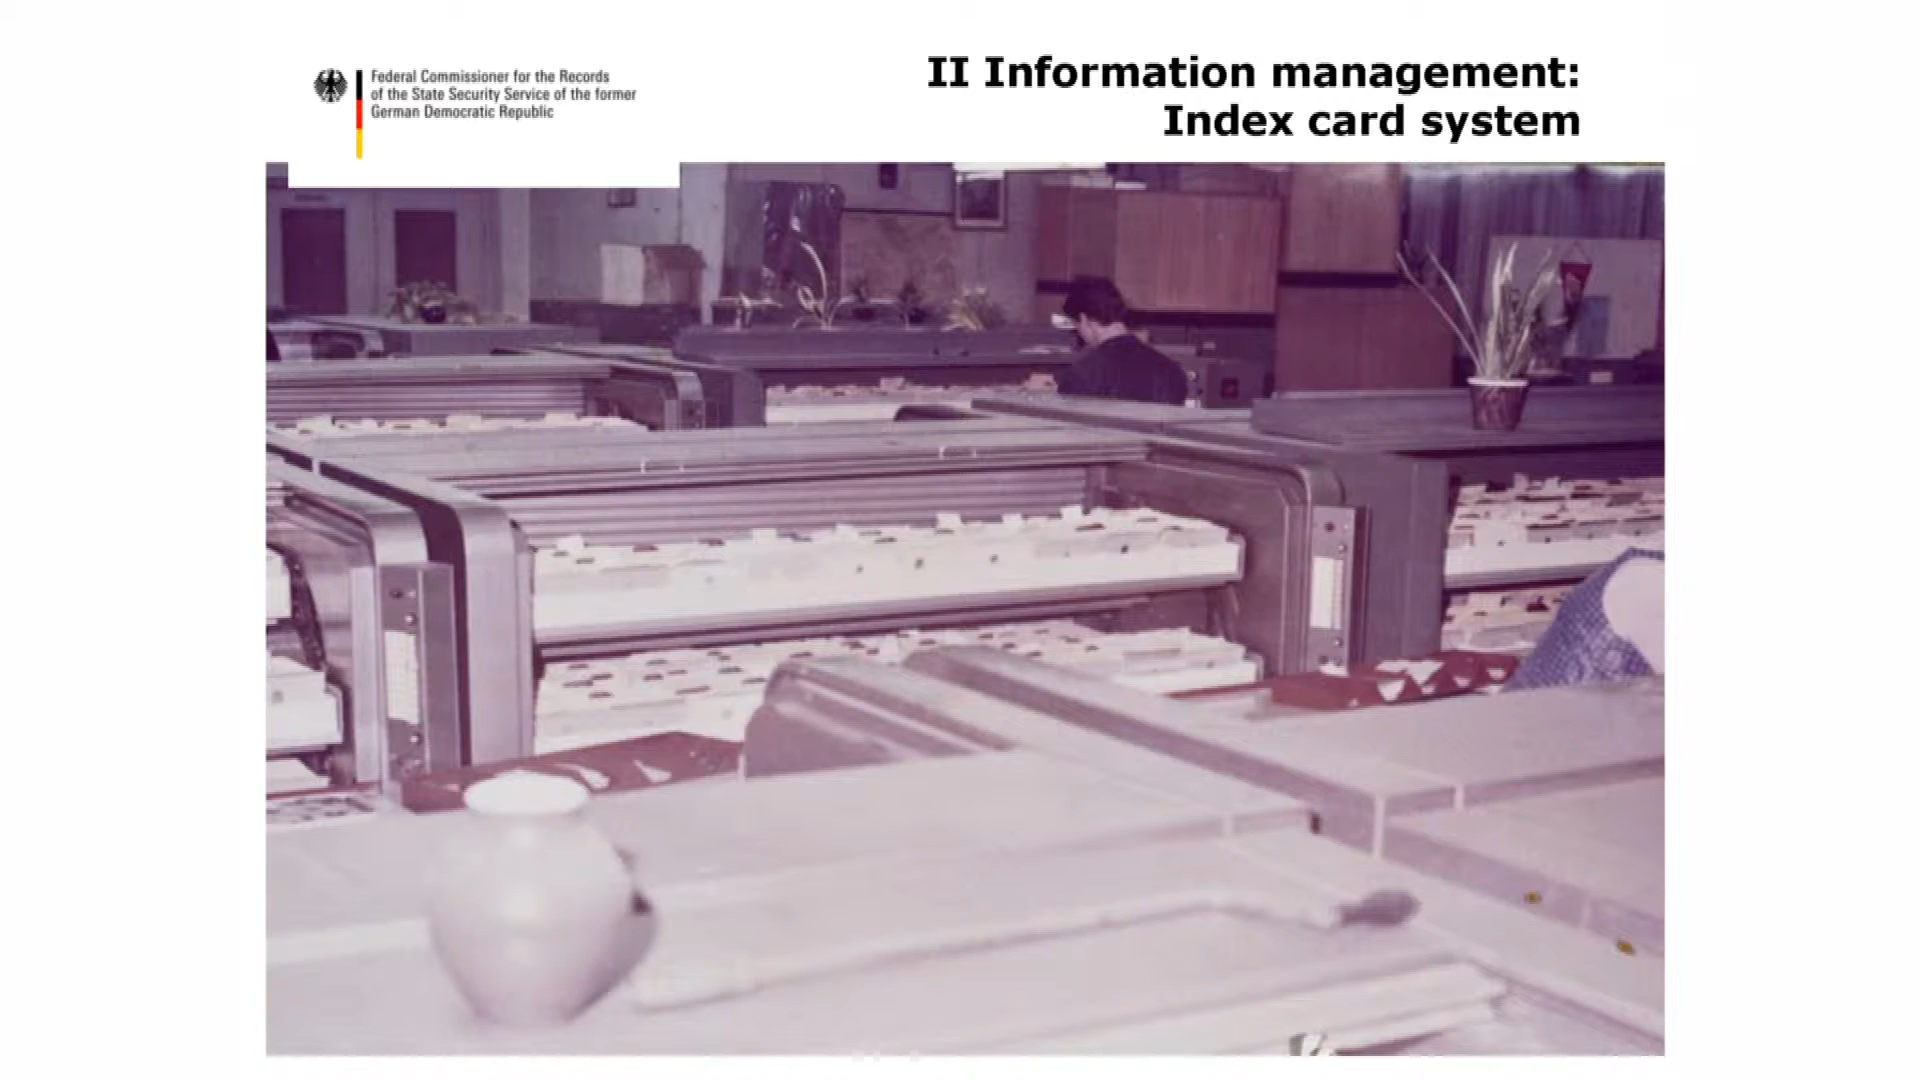 Federal Commissioner for the Records
of the State Security Service of the former
German Democratic Republic
II Information management:
Index card system